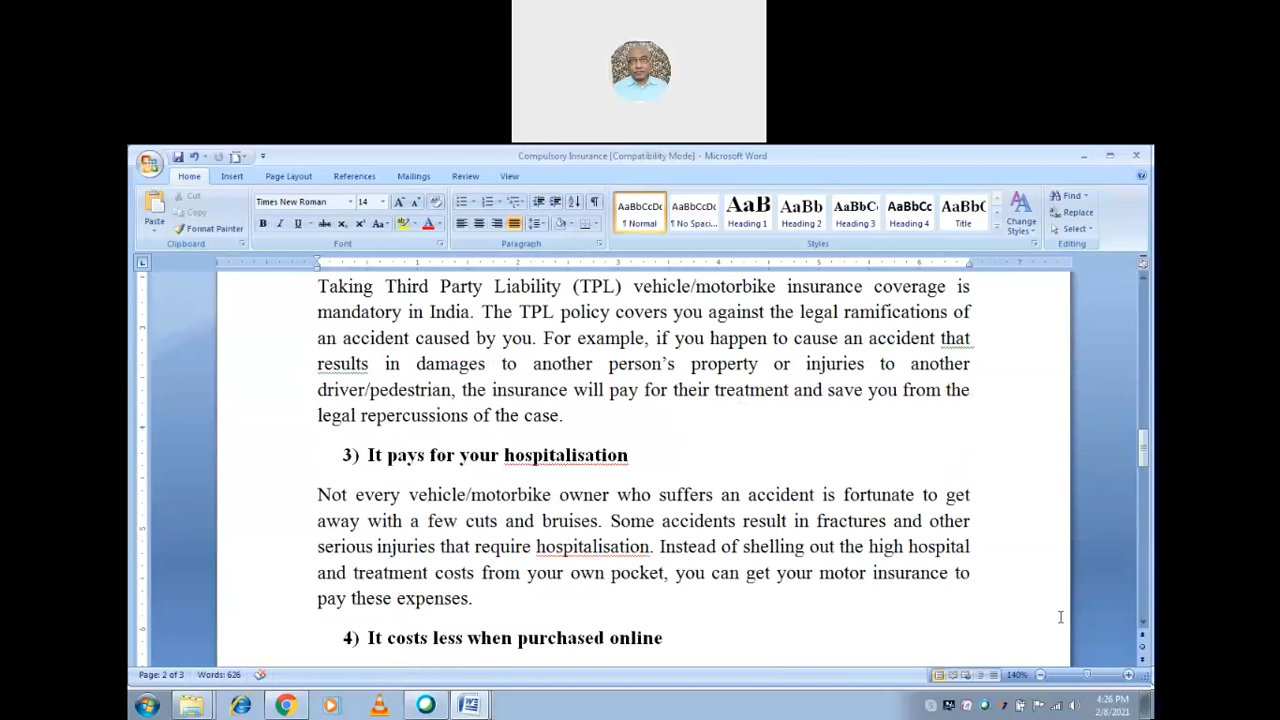 Compulsory Insurance [Compatibility Mode] - Microsoft Word
Home Insert Page Layout References Mailings Review View
Paste
Cut
Copy
Format Painter
Clipboard
Times New Roman 14
Font
Paragraph
AaBbCcDc AaBbCcDc AaB AaBb AaBbC AaBbCc AaBbC
¶ Normal ¶ No Spaci... Heading 1 Heading 2 Heading 3 Heading 4 Title
Change Styles
Styles
Find
Replace
Select
Editing
Taking Third Party Liability (TPL) vehicle/motorbike insurance coverage is
mandatory in India. The TPL policy covers you against the legal ramifications of
an accident caused by you. For example, if you happen to cause an accident that
results in damages to another person’s property or injuries to another
driver/pedestrian, the insurance will pay for their treatment and save you from the
legal repercussions of the case.
3) It pays for your hospitalisation
Not every vehicle/motorbike owner who suffers an accident is fortunate to get
away with a few cuts and bruises. Some accidents result in fractures and other
serious injuries that require hospitalisation. Instead of shelling out the high hospital
and treatment costs from your own pocket, you can get your motor insurance to
pay these expenses.
4) It costs less when purchased online
Page: 2 of 3 Words: 626 140%
4:26 PM
2/8/2021